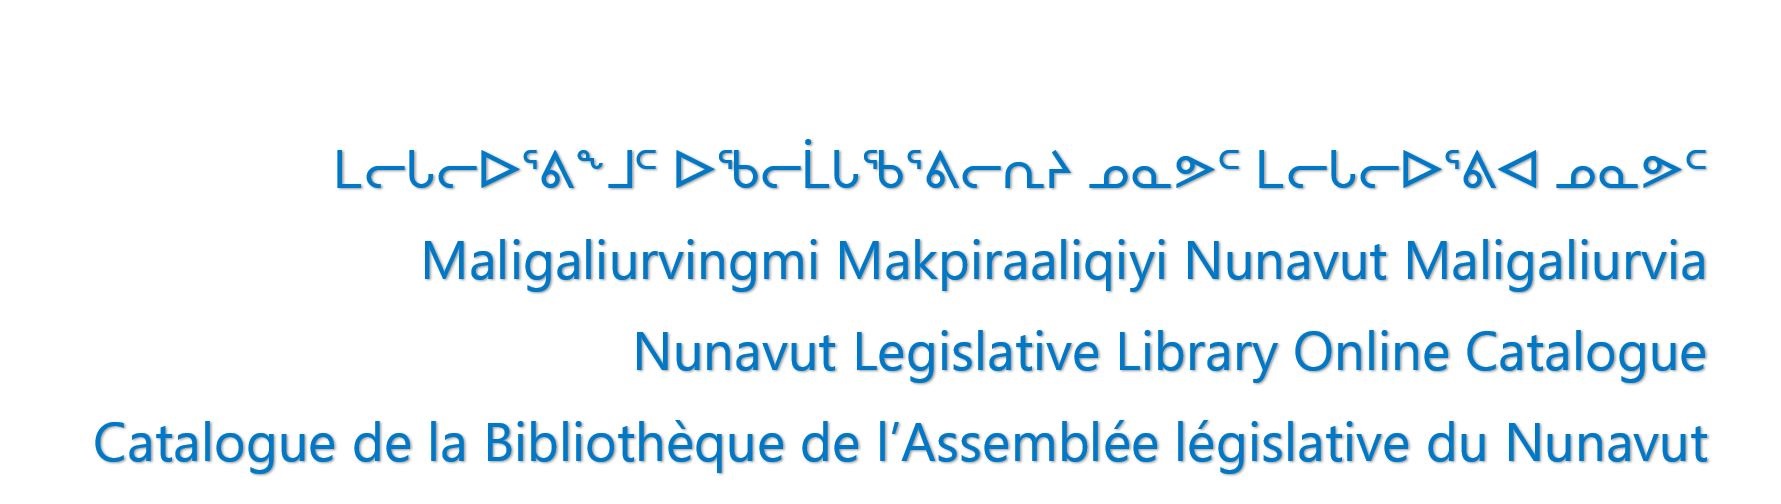 ᒪᓕᒐᓕᐅᕐᕕᖕᒧᑦ ᐅᖃᓕᒫᒐᖃᕐᕕᓕᕆᔨ ᓄᓇᕗᑦ ᒪᓕᒐᓕᐅᕐᕕᐊ ᓄᓇᕗᑦ
Maligaliurvingmi Makpiraaliqiyi Nunavut Maligaliurvia
Nunavut Legislative Library Online Catalogue
Catalogue de la Bibliothèque de l’Assemblée législative du Nunavut